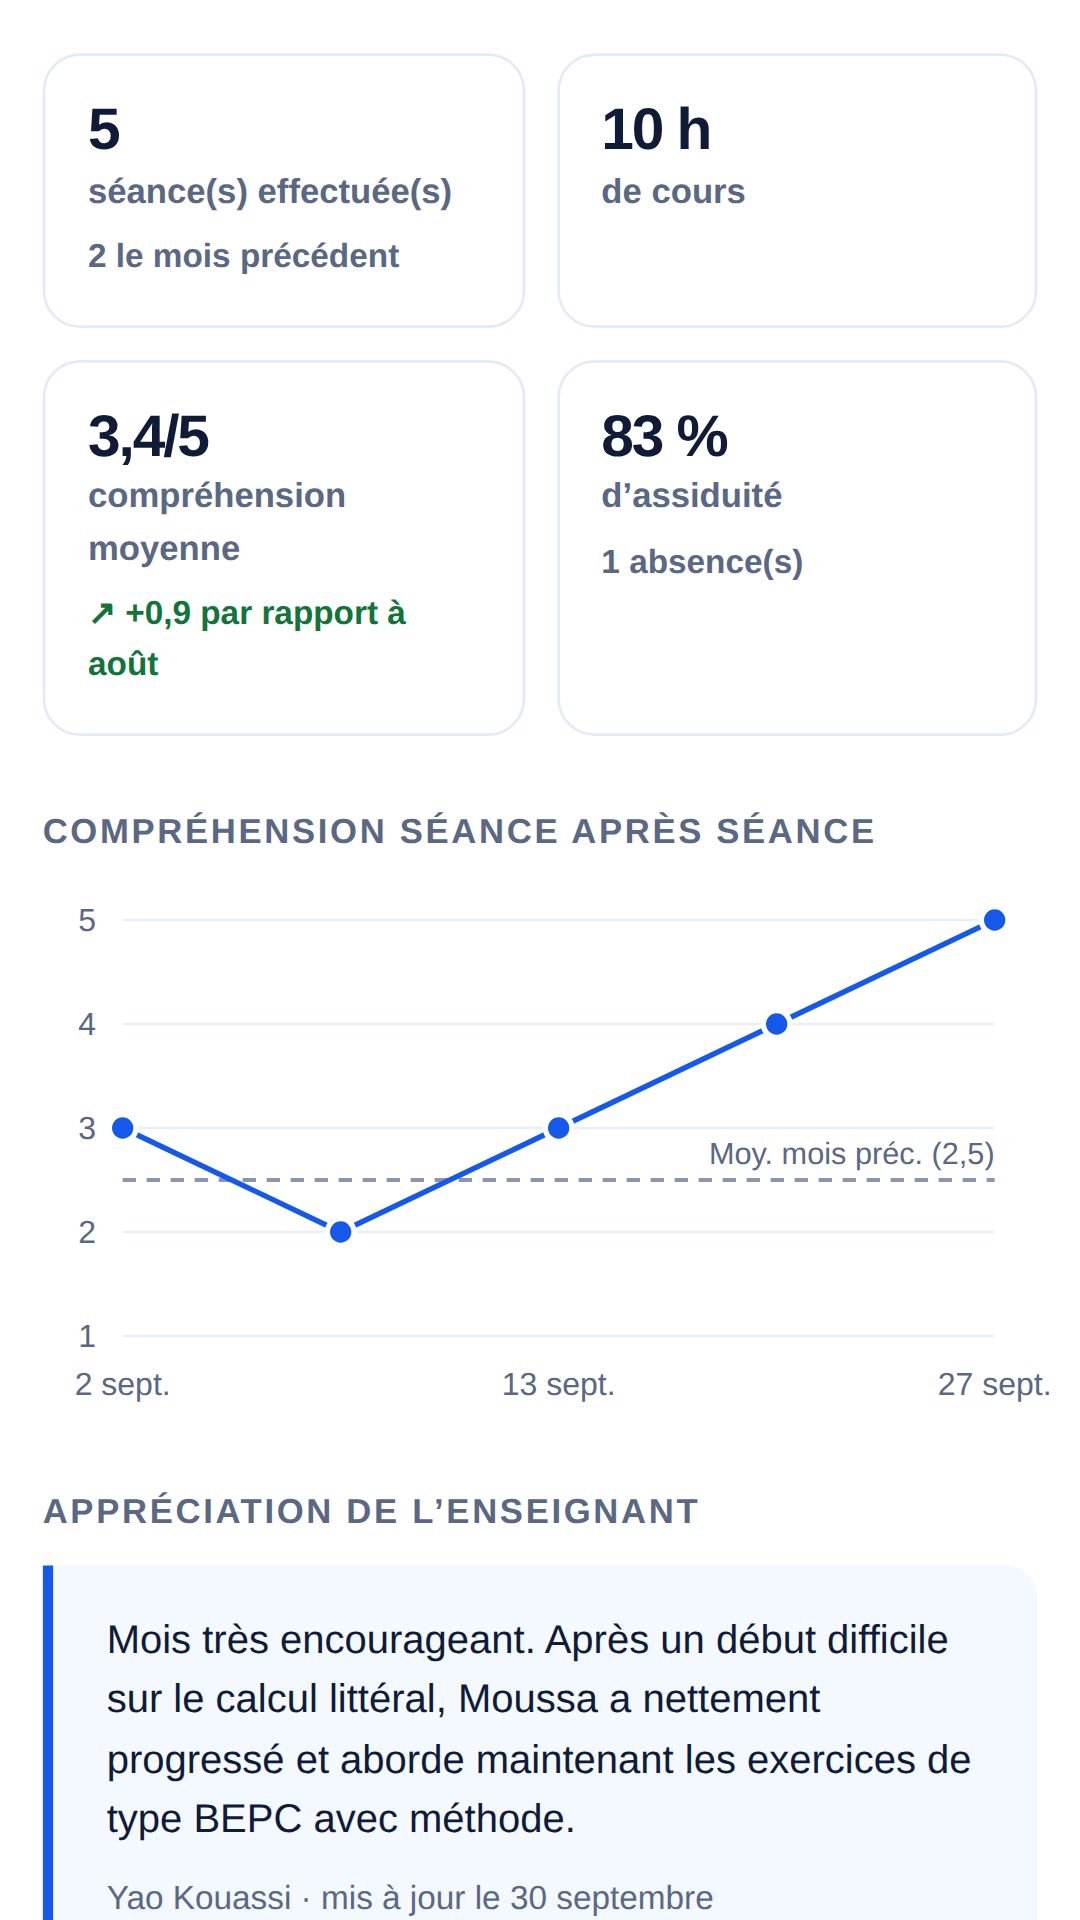 5
séance(s) effectuée(s)
2 le mois précédent
10 h
de cours
3,4/5
compréhension
moyenne
↗ +0,9 par rapport à
août
83 %
d’assiduité
1 absence(s)
COMPRÉHENSION SÉANCE APRÈS SÉANCE
5
4
3
Moy. mois préc. (2,5)
2
1
2 sept.
13 sept.
27 sept.
APPRÉCIATION DE L’ENSEIGNANT
Mois très encourageant. Après un début difficile
sur le calcul littéral, Moussa a nettement
progressé et aborde maintenant les exercices de
type BEPC avec méthode.
Yao Kouassi · mis à jour le 30 septembre